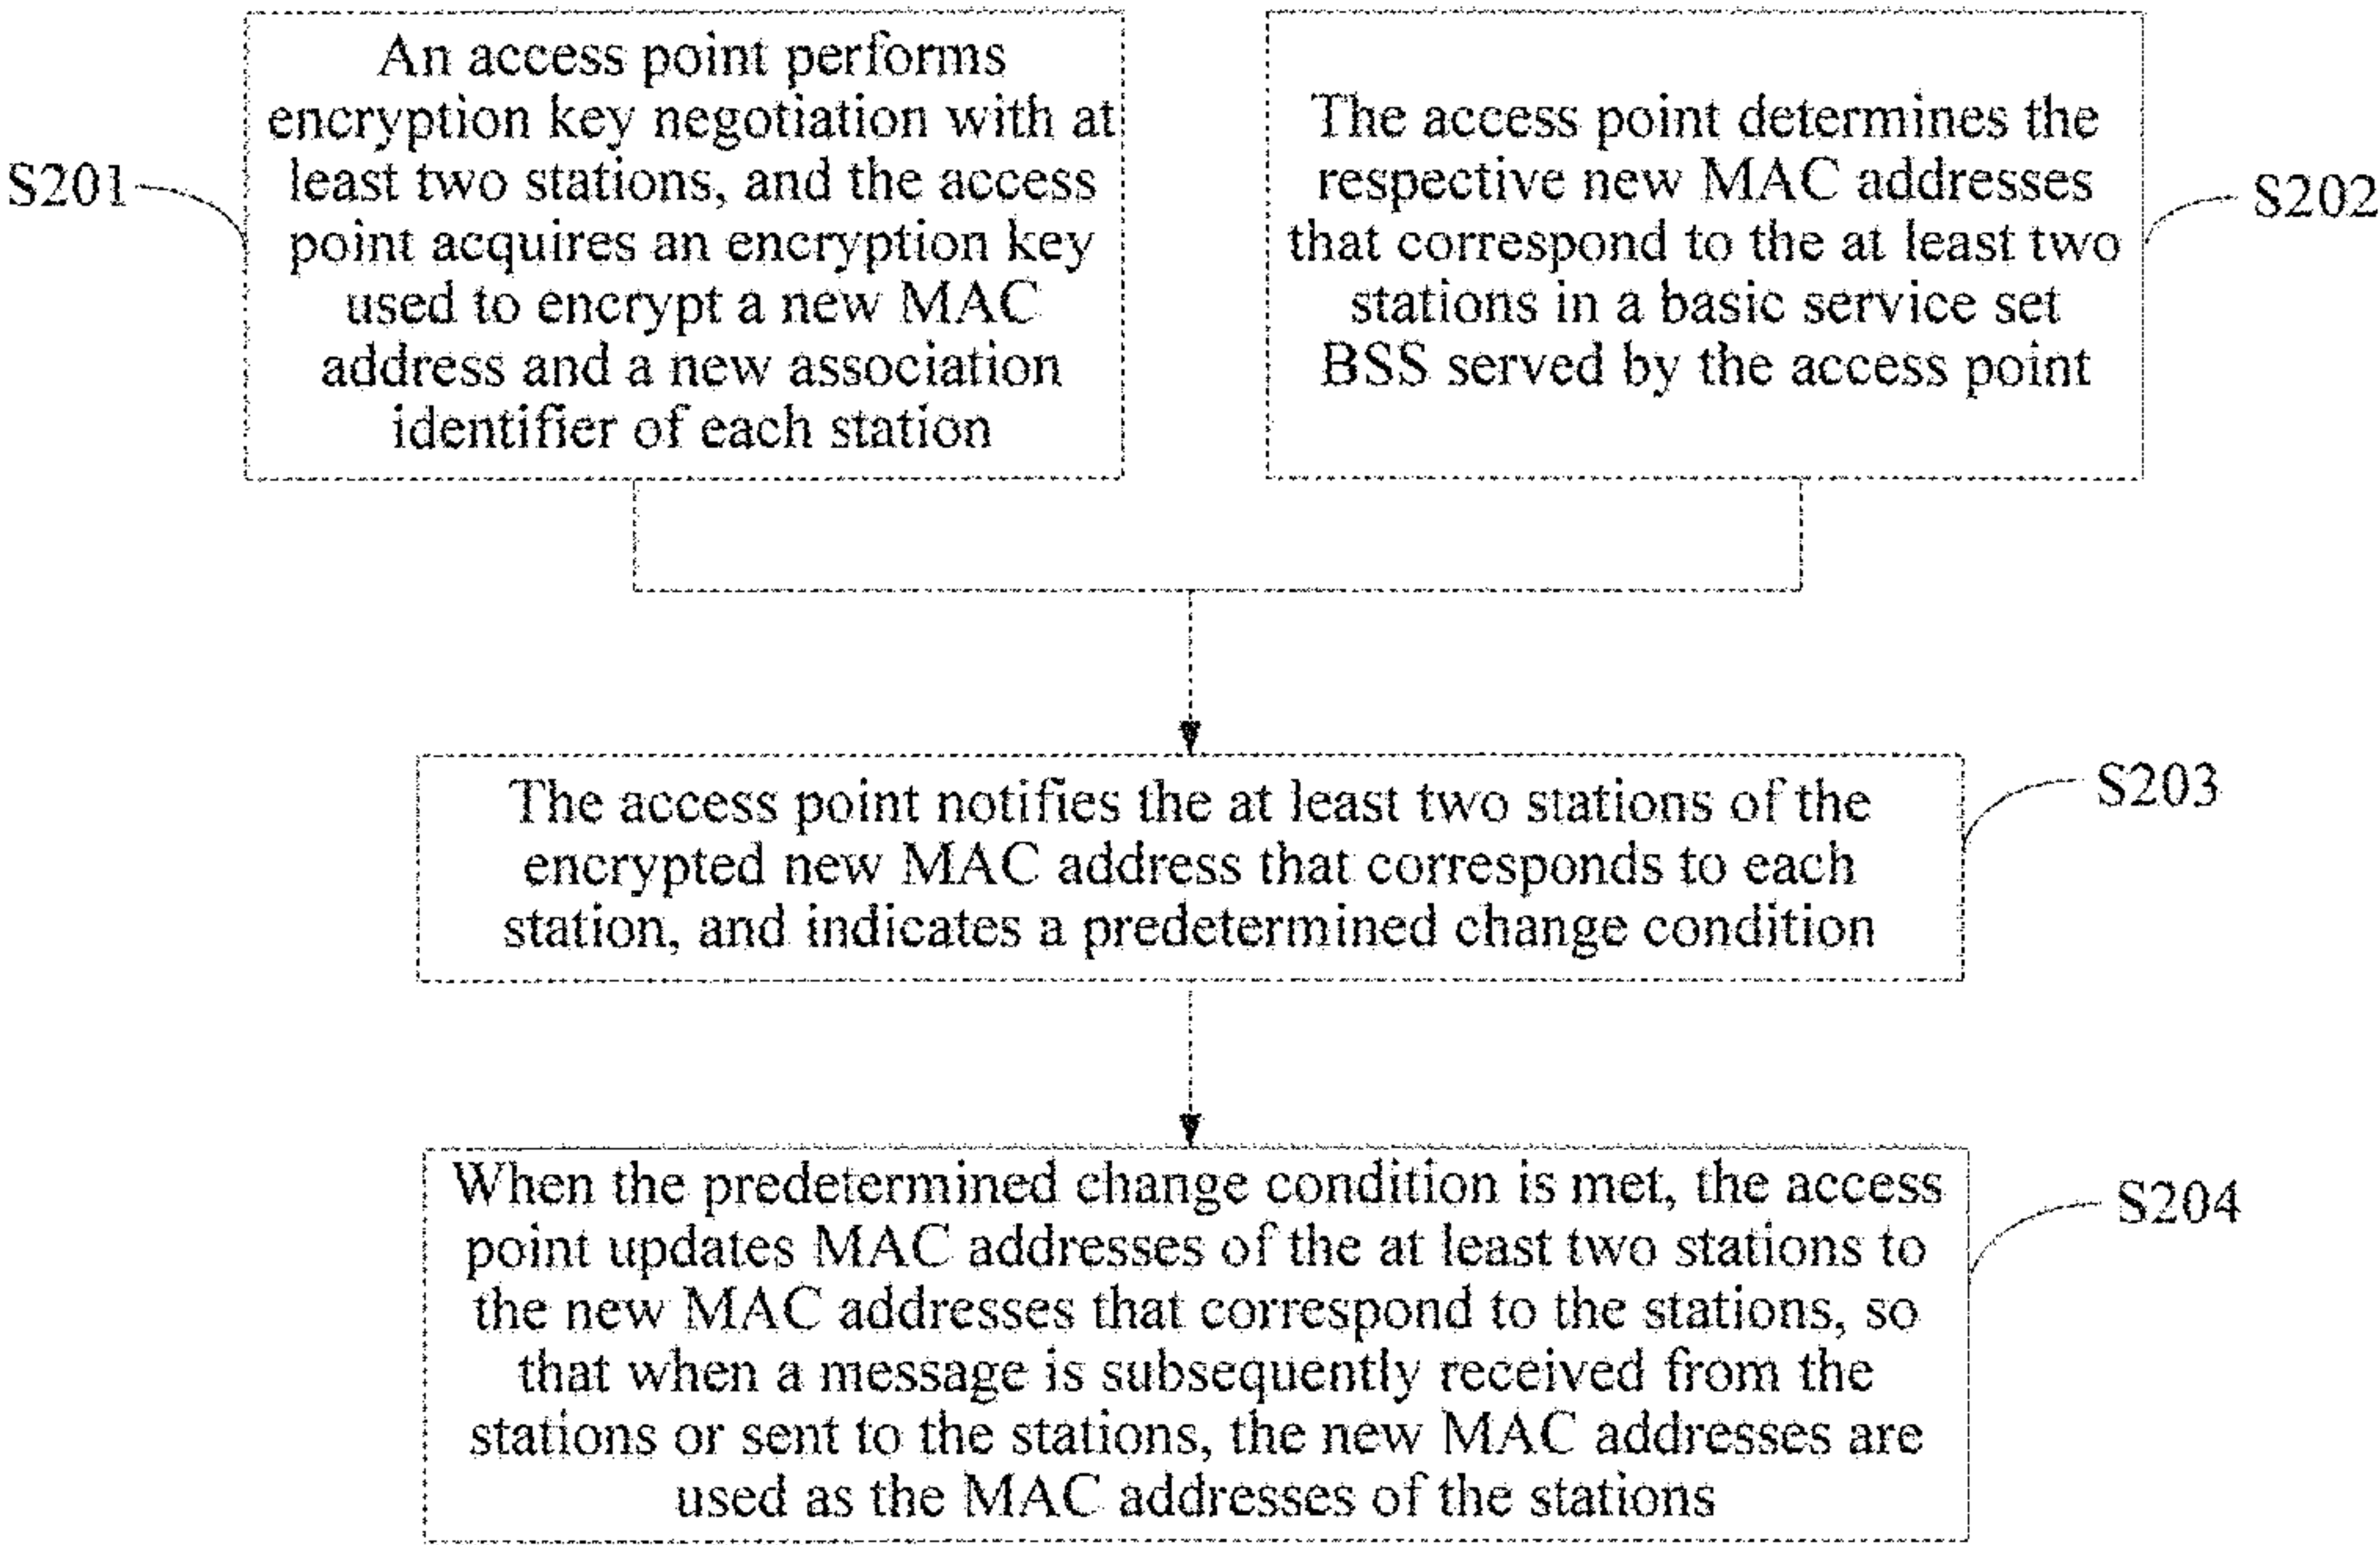 An access point performs
encryption key negotiation with at
least two stations, and the access
point acquires an encryption key
used to encrypt a new MAC
address and a new association
identifier of each station
S201
The access point determines the
respective new MAC addresses
that correspond to the at least two
stations in a basic service set
BSS served by the access point
S202
The access point notifies the at least two stations of the
encrypted new MAC address that corresponds to each
station, and indicates a predetermined change condition
S203
When the predetermined change condition is met, the access
point updates MAC addresses of the at least two stations to
the new MAC addresses that correspond to the stations, so
that when a message is subsequently received from the
stations or sent to the stations, the new MAC addresses are
used as the MAC addresses of the stations
S204